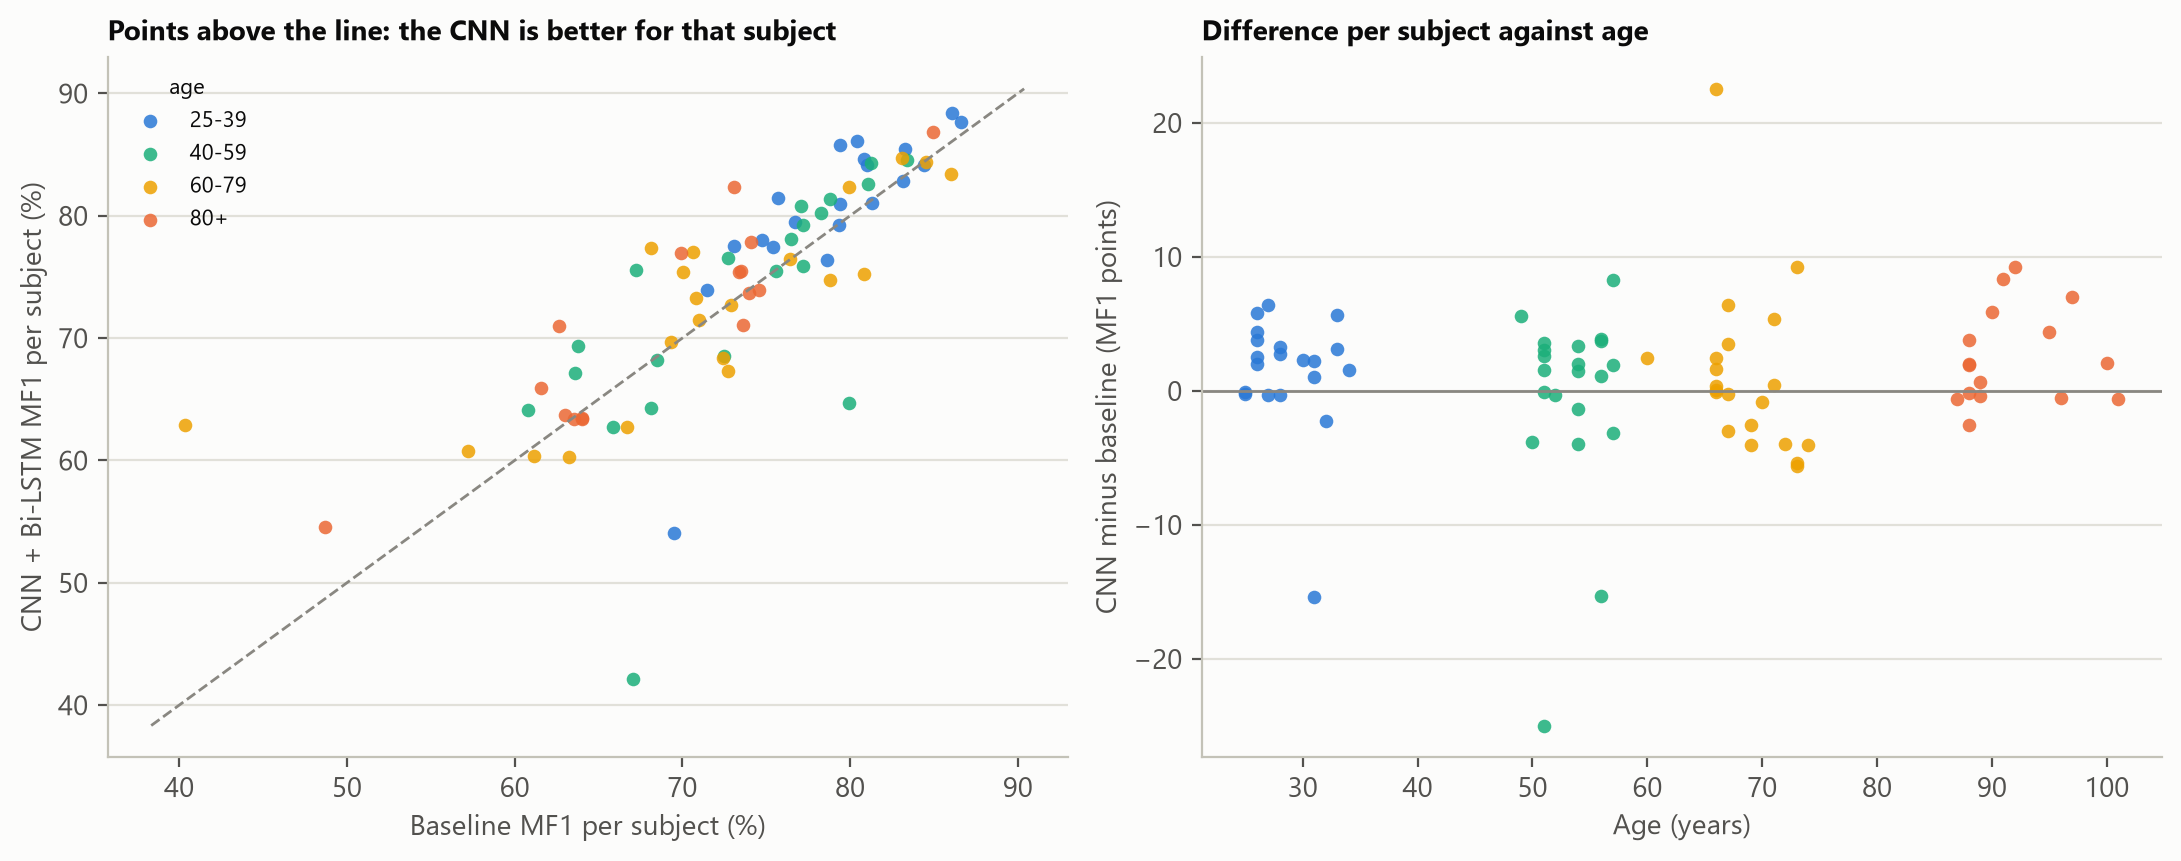 Points above the line: the CNN is better for that subject
CNN + Bi-LSTM MF1 per subject (%)
90
80
70
60
50
40
age
25-39
40-59
60-79
80+
40 50 60 70 80 90
Baseline MF1 per subject (%)
Difference per subject against age
CNN minus baseline (MF1 points)
20
10
0
−10
−20
30 40 50 60 70 80 90 100
Age (years)